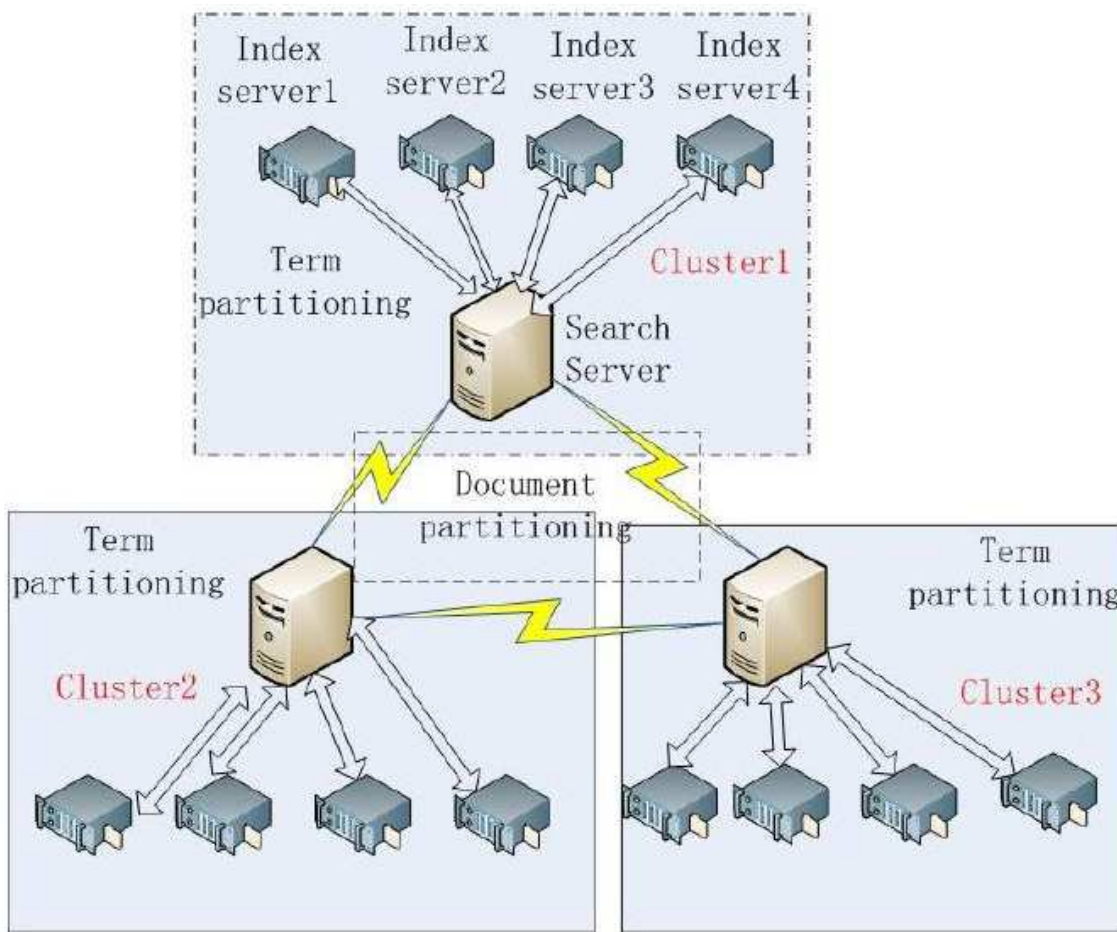 Index
server1
Index
server2
Index
server3
Index
server4
Term
partitioning
Cluster1
Search
Server
Document
partitioning
Term
partitioning
Cluster2
Term
partitioning
Cluster3